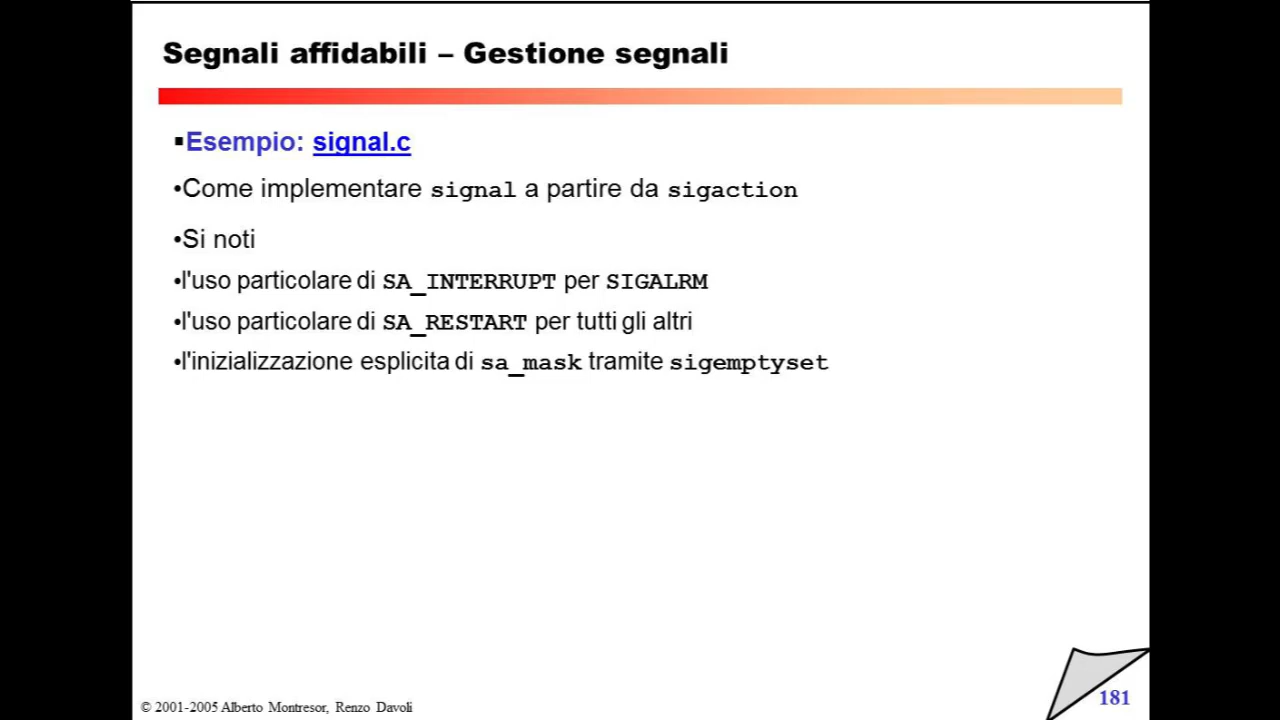 Segnali affidabili – Gestione segnali
▪Esempio: signal.c
•Come implementare signal a partire da sigaction
•Si noti
•l'uso particolare di SA_INTERRUPT per SIGALRM
•l'uso particolare di SA_RESTART per tutti gli altri
•l'inizializzazione esplicita di sa_mask tramite sigemptyset
© 2001-2005 Alberto Montresor, Renzo Davoli
181